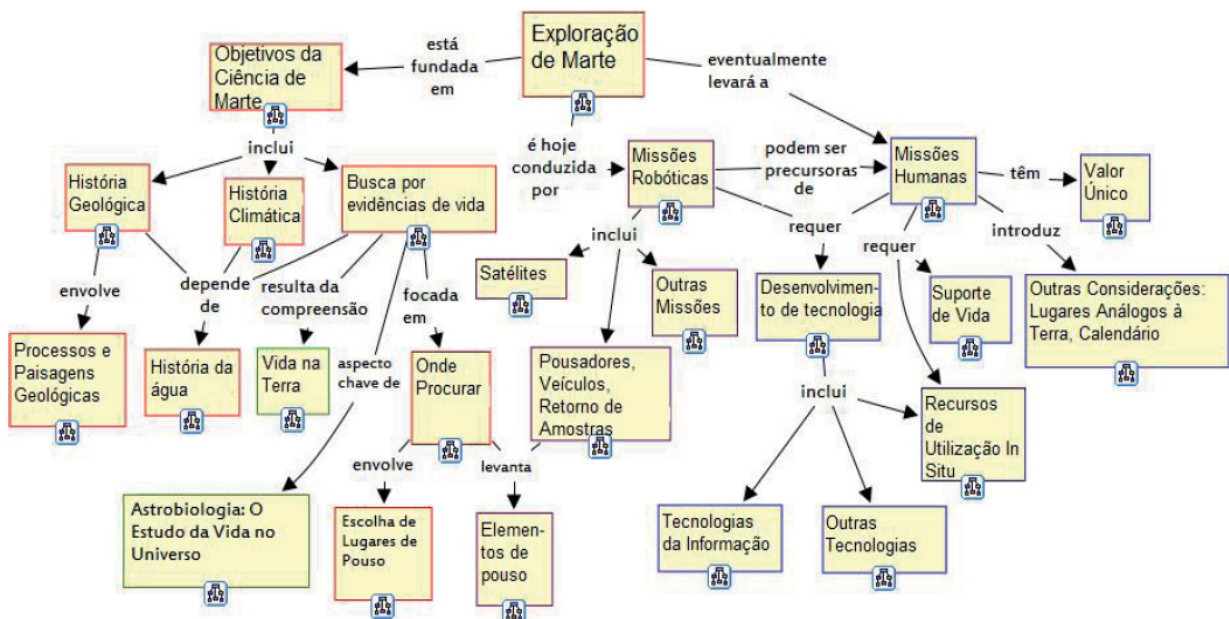 Exploração
de Marte
está
fundada
em
Objetivos da
Ciência de
Marte
eventualmente
levará a
inclui
é hoje
conduzida
por
Missões
Robóticas
podem ser
precursoras
de
Missões
Humanas
têm
Valor
Único
História
Geológica
História
Climática
Busca por
evidências de vida
inclui
requer
requer
introduz
envolve
depende
de
resulta da
compreensão
focada
em
Satélites
Outras
Missões
Desenvolvimen-
to de tecnologia
Suporte
de Vida
Outras Considerações:
Lugares Análogos à
Terra, Calendário
Processos e
Paisagens
Geológicas
História da
água
Vida na
Terra
aspecto
chave de
Onde
Procurar
Pousadores,
Veículos,
Retorno de
Amostras
inclui
Recursos
de
Utilização In
Situ
envolve
levanta
Astrobiologia: O
Estudo da Vida no
Universo
Escolha de
Lugares de
Pouso
Elemen-
tos de
pouso
Tecnologias
da Informação
Outras
Tecnologias